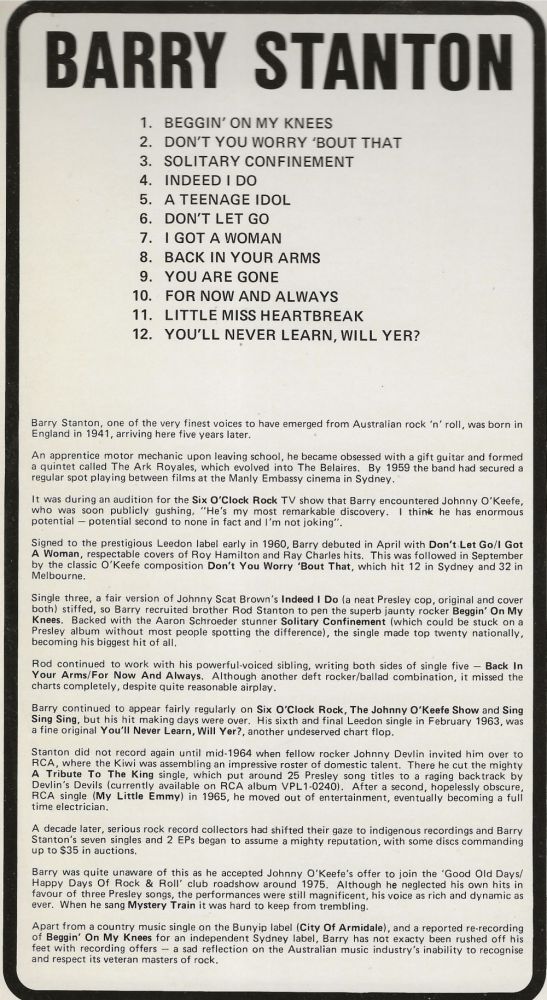 BARRY STANTON
1. BEGGIN' ON MY KNEES
2. DON'T YOU WORRY 'BOUT THAT
3. SOLITARY CONFINEMENT
4. INDEED I DO
5. A TEENAGE IDOL
6. DON'T LET GO
7. I GOT A WOMAN
8. BACK IN YOUR ARMS
9. YOU ARE GONE
10. FOR NOW AND ALWAYS
11. LITTLE MISS HEARTBREAK
12. YOU'LL NEVER LEARN, WILL YER?
Barry Stanton, one of the very finest voices to have emerged from Australian rock 'n' roll, was born in
England in 1941, arriving here five years later.
An apprentice motor mechanic upon leaving school, he became obsessed with a gift guitar and formed
a quintet called The Ark Royales, which evolved into The Belaires. By 1959 the band had secured a
regular spot playing between films at the Manly Embassy cinema in Sydney.
It was during an audition for the Six O'Clock Rock TV show that Barry encountered Johnny O'Keefe,
who was soon publicly gushing, "He's my most remarkable discovery. I think he has enormous
potential — potential second to none in fact and I'm not joking".
Signed to the prestigious Leedon label early in 1960, Barry debuted in April with Don't Let Go/I Got
A Woman, respectable covers of Roy Hamilton and Ray Charles hits. This was followed in September
by the classic O'Keefe composition Don't You Worry 'Bout That, which hit 12 in Sydney and 32 in
Melbourne.
Single three, a fair version of Johnny Scat Brown's Indeed I Do (a neat Presley cop, original and cover
both) stiffed, so Barry recruited brother Rod Stanton to pen the superb jaunty rocker Beggin' On My
Knees. Backed with the Aaron Schroeder stunner Solitary Confinement (which could be stuck on a
Presley album without most people spotting the difference), the single made top twenty nationally,
becoming his biggest hit of all.
Rod continued to work with his powerful-voiced sibling, writing both sides of single five — Back In
Your Arms/For Now And Always. Although another deft rocker/ballad combination, it missed the
charts completely, despite quite reasonable airplay.
Barry continued to appear fairly regularly on Six O'Clock Rock, The Johnny O'Keefe Show and Sing
Sing Sing, but his hit making days were over. His sixth and final Leedon single in February 1963, was
a fine original You'll Never Learn, Will Yer?, another undeserved chart flop.
Stanton did not record again until mid-1964 when fellow rocker Johnny Devlin invited him over to
RCA, where the Kiwi was assembling an impressive roster of domestic talent. There he cut the mighty
A Tribute To The King single, which put around 25 Presley song titles to a raging backtrack by
Devlin's Devils (currently available on RCA album VPL1-0240). After a second, hopelessly obscure,
RCA single (My Little Emmy) in 1965, he moved out of entertainment, eventually becoming a full
time electrician.
A decade later, serious rock record collectors had shifted their gaze to indigenous recordings and Barry
Stanton's seven singles and 2 EPs began to assume a mighty reputation, with some discs commanding
up to $35 in auctions.
Barry was quite unaware of this as he accepted Johnny O'Keefe's offer to join the 'Good Old Days/
Happy Days Of Rock & Roll' club roadshow around 1975. Although he neglected his own hits in
favour of three Presley songs, the performances were still magnificent, his voice as rich and dynamic as
ever. When he sang Mystery Train it was hard to keep from trembling.
Apart from a country music single on the Bunyip label (City Of Armidale), and a reported re-recording
of Beggin' On My Knees for an independent Sydney label, Barry has not exacty been rushed off his
feet with recording offers — a sad reflection on the Australian music industry's inability to recognise
and respect its veteran masters of rock.